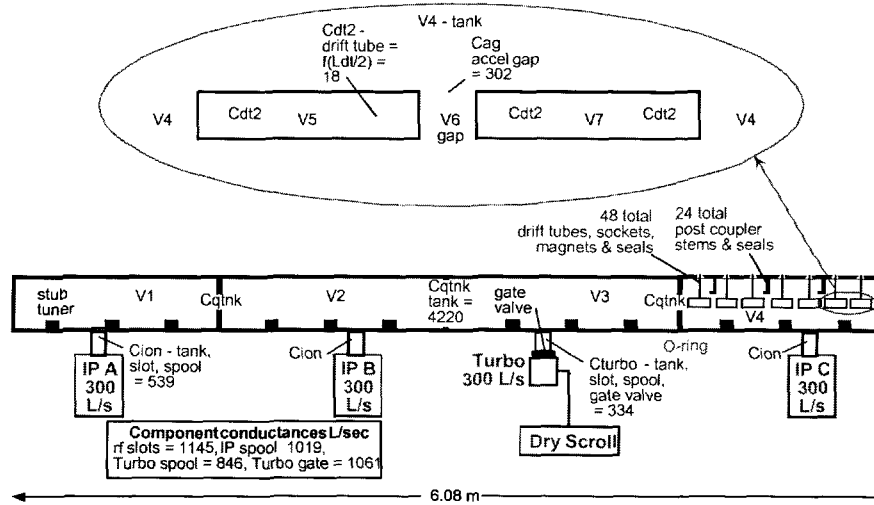 V4 - tank
Cdt2 -
drift tube =
f(Ldt/2) =
18
Cag
accel gap
= 302
V4
Cdt2
V5
V6
gap
Cdt2
V7
Cdt2
V4
48 total
drift tubes, sockets,
magnets & seals
24 total
post coupler
stems & seals
stub
tuner
V1
Cqtnk
V2
Cqtnk
tank =
4220
gate
valve
V3
Cqtnk
V4
Cion - tank,
slot, spool
= 539
Cion
Turbo
300 L/s
Cturbo - tank,
slot, spool,
gate valve
= 334
O-ring
Cion
IP A
300
L/s
IP B
300
L/s
IP C
300
L/s
Dry Scroll
Component conductances L/sec
rf slots = 1145, IP spool 1019,
Turbo spool = 846, Turbo gate = 1061
6.08 m